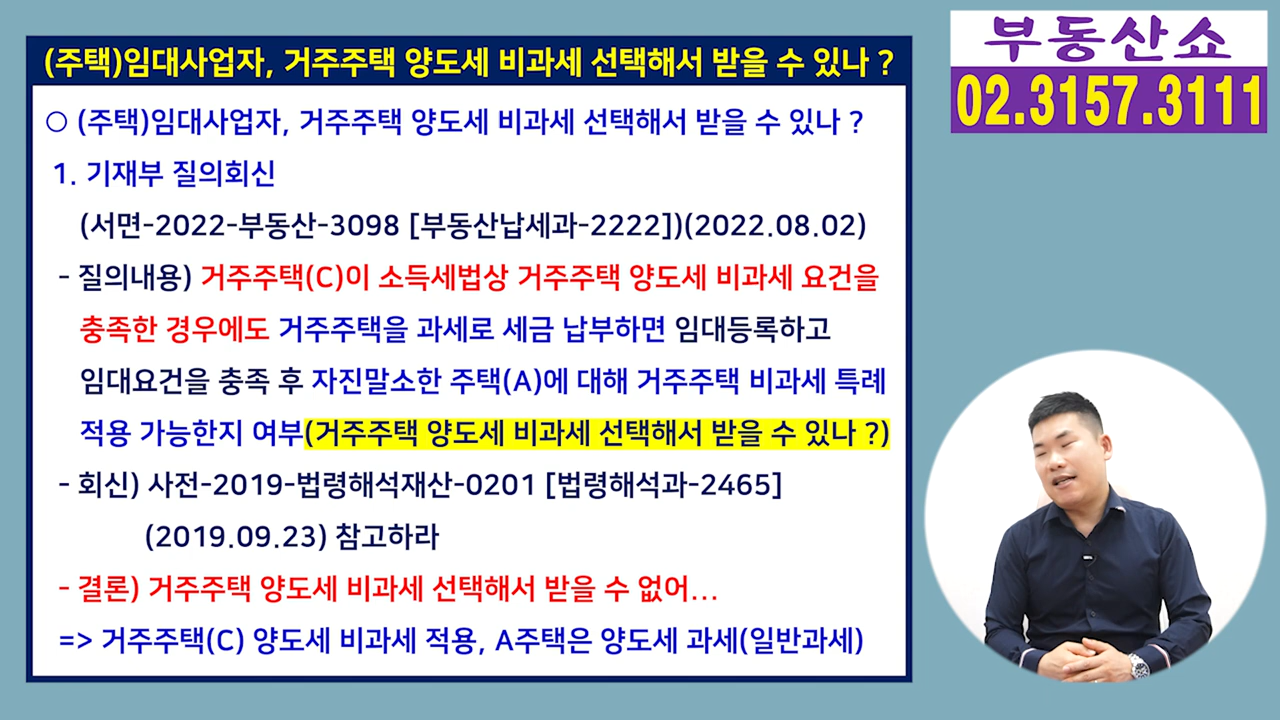 (주택)임대사업자, 거주주택 양도세 비과세 선택해서 받을 수 있나 ?
부동산쇼
02.3157.3111
○ (주택)임대사업자, 거주주택 양도세 비과세 선택해서 받을 수 있나 ?
1. 기재부 질의회신
(서면-2022-부동산-3098 [부동산납세과-2222])(2022.08.02)
- 질의내용) 거주주택(C)이 소득세법상 거주주택 양도세 비과세 요건을
충족한 경우에도 거주주택을 과세로 세금 납부하면 임대등록하고
임대요건을 충족 후 자진말소한 주택(A)에 대해 거주주택 비과세 특례
적용 가능한지 여부(거주주택 양도세 비과세 선택해서 받을 수 있나 ?)
- 회신) 사전-2019-법령해석재산-0201 [법령해석과-2465]
(2019.09.23) 참고하라
- 결론) 거주주택 양도세 비과세 선택해서 받을 수 없어...
=> 거주주택(C) 양도세 비과세 적용, A주택은 양도세 과세(일반과세)